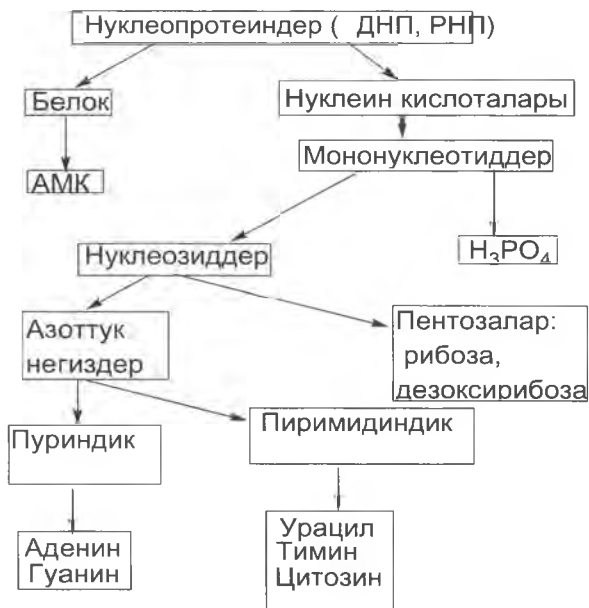 Нуклеопротеиндер ( ДНП, РНП)
Белок
Нуклеин кислоталары
Мононуклеотиддер
АМК
Нуклеозиддер
H₃PO₄
Азоттук
негиздер
Пентозалар:
рибоза,
дезоксирибоза
Пуриндик
Пиримидиндик
Аденин
Гуанин
Урацил
Тимин
Цитозин